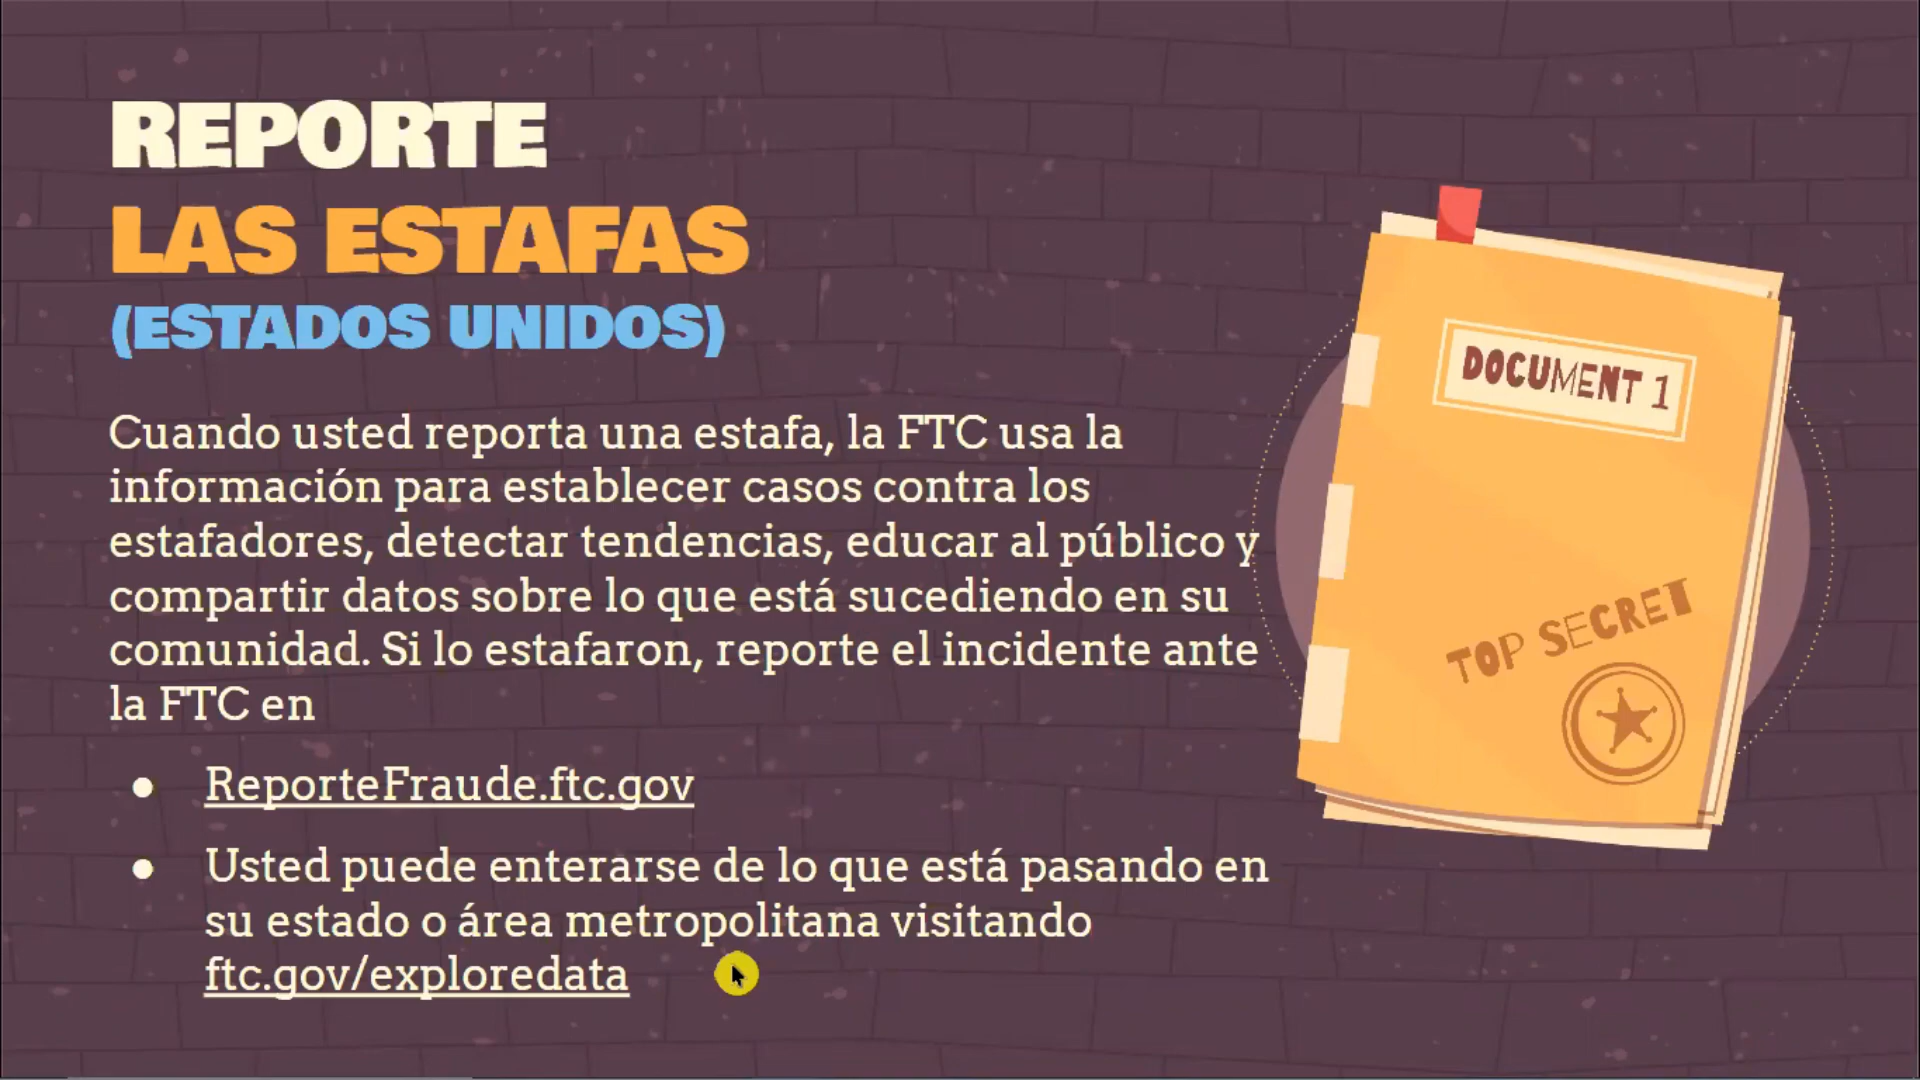 REPORTE
LAS ESTAFAS
(ESTADOS UNIDOS)
Cuando usted reporta una estafa, la FTC usa la
información para establecer casos contra los
estafadores, detectar tendencias, educar al público y
compartir datos sobre lo que está sucediendo en su
comunidad. Si lo estafaron, reporte el incidente ante
la FTC en
● ReporteFraude.ftc.gov
● Usted puede enterarse de lo que está pasando en
su estado o área metropolitana visitando
ftc.gov/exploredata
DOCUMENT 1
TOP SECRET